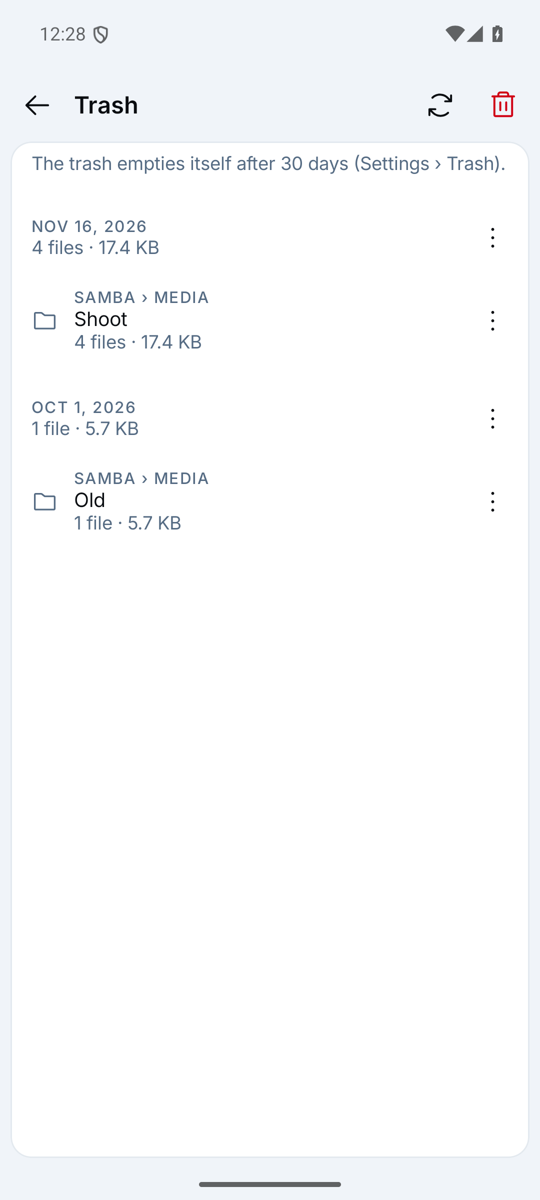 12:28
Trash
The trash empties itself after 30 days (Settings › Trash).
NOV 16, 2026
4 files · 17.4 KB
SAMBA › MEDIA
Shoot
4 files · 17.4 KB
OCT 1, 2026
1 file · 5.7 KB
SAMBA › MEDIA
Old
1 file · 5.7 KB